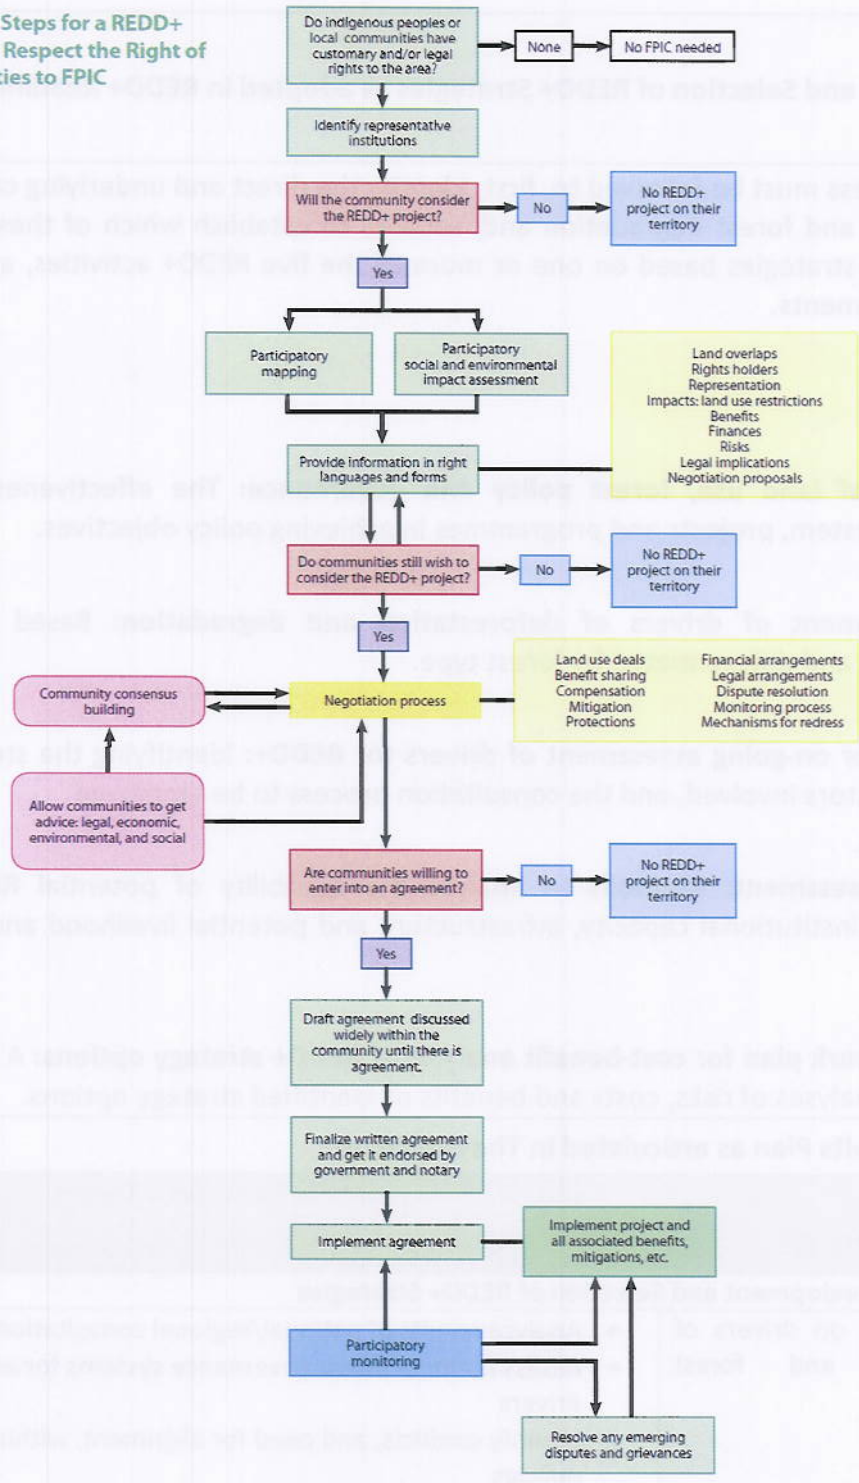 Steps for a REDD+
Respect the Right of
ties to FPIC
Do indigenous peoples or
local communities have
customary and/or legal
rights to the area?
None
No FPIC needed
Identify representative
institutions
Will the community consider
the REDD+ project?
No
No REDD+
project on their
territory
Yes
Participatory
mapping
Participatory
social and environmental
impact assessment
Land overlaps
Rights holders
Representation
Impacts: land use restrictions
Benefits
Finances
Risks
Legal implications
Negotiation proposals
Provide information in right
languages and forms
Do communities still wish to
consider the REDD+ project?
No
No REDD+
project on their
territory
Yes
Community consensus
building
Negotiation process
Land use deals
Benefit sharing
Compensation
Mitigation
Protections
Financial arrangements
Legal arrangements
Dispute resolution
Monitoring process
Mechanisms for redress
Allow communities to get
advice: legal, economic,
environmental, and social
Are communities willing to
enter into an agreement?
No
No REDD+
project on their
territory
Yes
Draft agreement discussed
widely within the
community until there is
agreement.
Finalize written agreement
and get it endorsed by
government and notary
Implement agreement
Implement project and
all associated benefits,
mitigations, etc.
Participatory
monitoring
Resolve any emerging
disputes and grievances